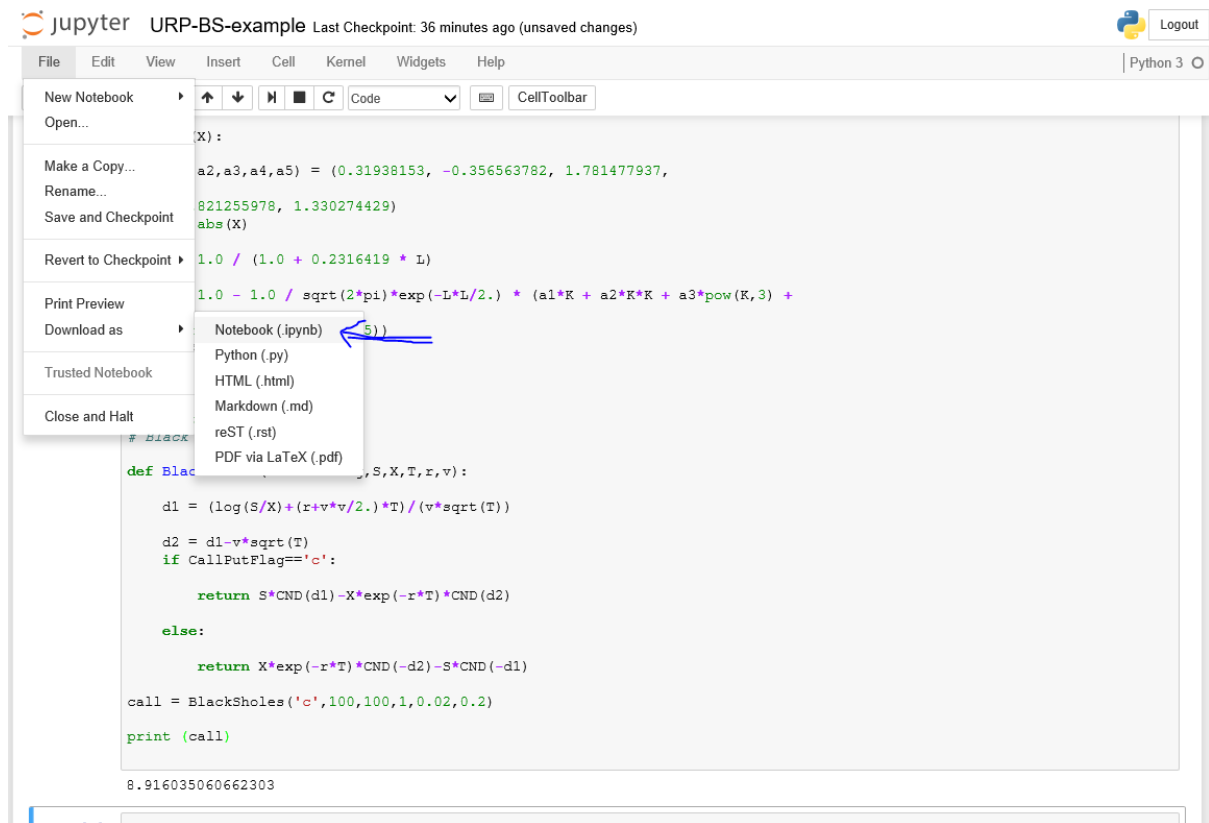 jupyter URP-BS-example Last Checkpoint: 36 minutes ago (unsaved changes) Logout
File Edit View Insert Cell Kernel Widgets Help Python 3
Code CellToolbar
New Notebook
Open...
Make a Copy...
Rename...
Save and Checkpoint
Revert to Checkpoint
Print Preview
Download as
Trusted Notebook
Close and Halt
Notebook (.ipynb)
Python (.py)
HTML (.html)
Markdown (.md)
reST (.rst)
PDF via LaTeX (.pdf)
(X):
a2,a3,a4,a5) = (0.31938153, -0.356563782, 1.781477937,
821255978, 1.330274429)
abs(X)
1.0 / (1.0 + 0.2316419 * L)
1.0 - 1.0 / sqrt(2*pi)*exp(-L*L/2.) * (a1*K + a2*K*K + a3*pow(K,3) +
5))
# Black
def Blac ,S,X,T,r,v):
d1 = (log(S/X)+(r+v*v/2.)*T)/(v*sqrt(T))
d2 = d1-v*sqrt(T)
if CallPutFlag=='c':
return S*CND(d1)-X*exp(-r*T)*CND(d2)
else:
return X*exp(-r*T)*CND(-d2)-S*CND(-d1)
call = BlackSholes('c',100,100,1,0.02,0.2)
print (call)
8.916035060662303